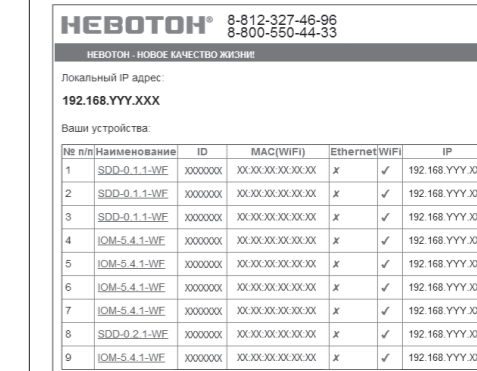 НЕВОТОН® 8-812-327-46-96
8-800-550-44-33
НЕВОТОН - НОВОЕ КАЧЕСТВО ЖИЗНИ!
Локальный IP адрес:
192.168.YYY.XXX
Ваши устройства:
№ п/п Наименование ID MAC(WiFi) Ethernet WiFi IP
1 SDD-0.1.1-WF XXXXXXX XX:XX:XX:XX:XX:XX ✗ ✓ 192.168.YYY.XX
2 SDD-0.1.1-WF XXXXXXX XX:XX:XX:XX:XX:XX ✗ ✓ 192.168.YYY.XX
3 SDD-0.1.1-WF XXXXXXX XX:XX:XX:XX:XX:XX ✗ ✓ 192.168.YYY.XX
4 IOM-5.4.1-WF XXXXXXX XX:XX:XX:XX:XX:XX ✗ ✓ 192.168.YYY.XX
5 IOM-5.4.1-WF XXXXXXX XX:XX:XX:XX:XX:XX ✗ ✓ 192.168.YYY.XX
6 IOM-5.4.1-WF XXXXXXX XX:XX:XX:XX:XX:XX ✗ ✓ 192.168.YYY.XX
7 IOM-5.4.1-WF XXXXXXX XX:XX:XX:XX:XX:XX ✗ ✓ 192.168.YYY.XX
8 SDD-0.2.1-WF XXXXXXX XX:XX:XX:XX:XX:XX ✗ ✓ 192.168.YYY.XX
9 IOM-5.4.1-WF XXXXXXX XX:XX:XX:XX:XX:XX ✗ ✓ 192.168.YYY.XX